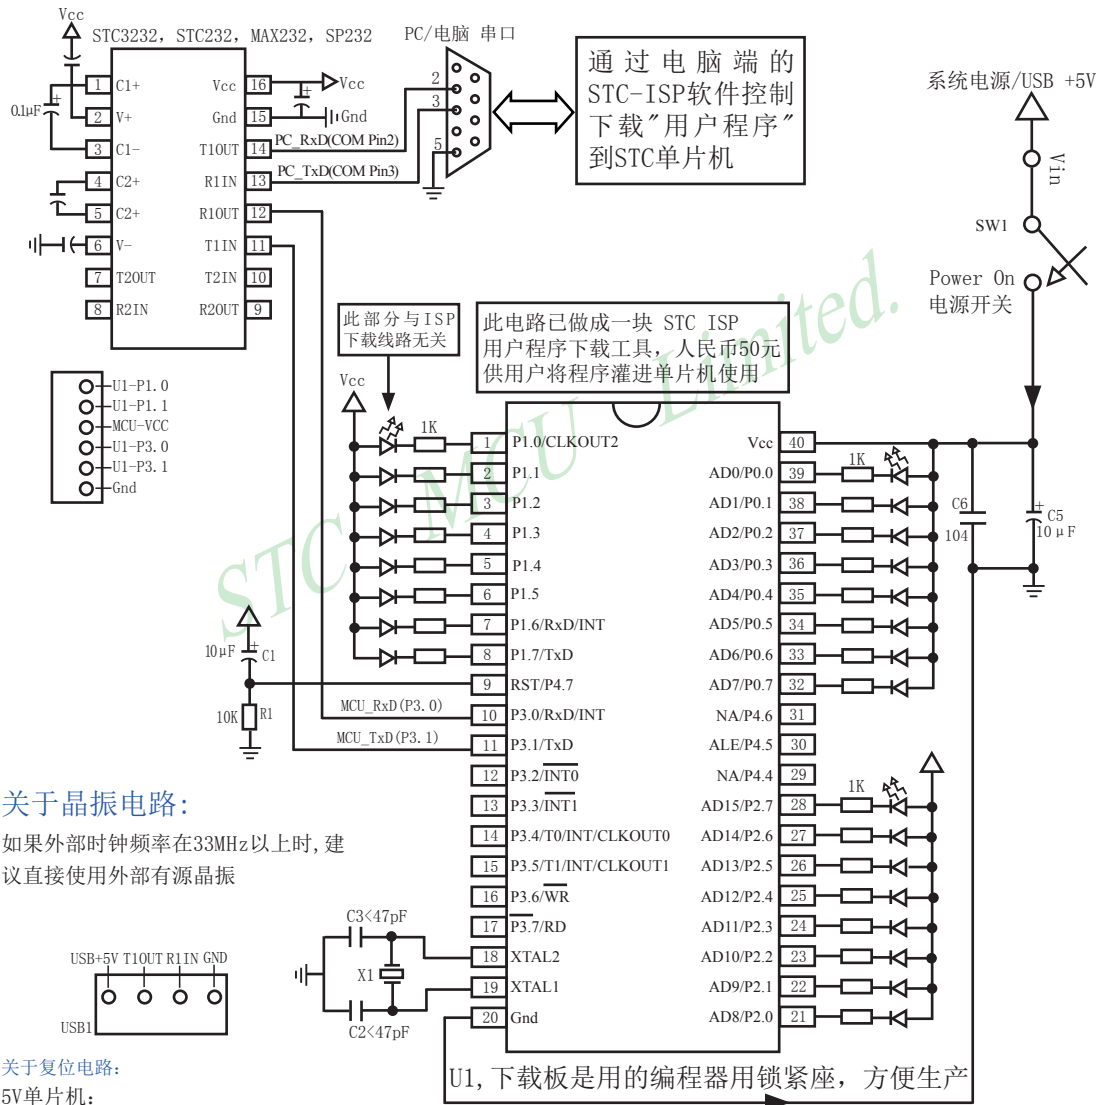 Vcc
STC3232, STC232, MAX232, SP232
PC/电脑 串口
1 C1+ Vcc 16 Vcc
0.1μF +
2 V+ Gnd 15 Gnd
3 C1- T1OUT 14 PC_RxD(COM Pin2)
4 C2+ R1IN 13 PC_TxD(COM Pin3)
5 C2+ R1OUT 12
6 V- T1IN 11
7 T2OUT T2IN 10
8 R2IN R2OUT 9
2
3
5
通过电脑端的
STC-ISP软件控制
下载"用户程序"
到STC单片机
系统电源/USB +5V
Vin
SW1
Power On
电源开关
此部分与ISP
下载线路无关
此电路已做成一块 STC ISP
用户程序下载工具，人民币50元
供用户将程序灌进单片机使用
U1-P1.0
U1-P1.1
MCU-VCC
U1-P3.0
U1-P3.1
Gnd
Vcc
1K
1 P1.0/CLKOUT2 Vcc 40
2 P1.1 AD0/P0.0 39 1K
3 P1.2 AD1/P0.1 38
4 P1.3 AD2/P0.2 37
5 P1.4 AD3/P0.3 36
6 P1.5 AD4/P0.4 35
7 P1.6/RxD/INT AD5/P0.5 34
8 P1.7/TxD AD6/P0.6 33
9 RST/P4.7 AD7/P0.7 32
10 P3.0/RxD/INT NA/P4.6 31
11 P3.1/TxD ALE/P4.5 30
12 P3.2/INT0 NA/P4.4 29
13 P3.3/INT1 AD15/P2.7 28 1K
14 P3.4/T0/INT/CLKOUT0 AD14/P2.6 27
15 P3.5/T1/INT/CLKOUT1 AD13/P2.5 26
16 P3.6/WR AD12/P2.4 25
17 P3.7/RD AD11/P2.3 24
18 XTAL2 AD10/P2.2 23
19 XTAL1 AD9/P2.1 22
20 Gnd AD8/P2.0 21
C6
104
+
C5
10μF
10μF + C1
10K R1
MCU_RxD(P3.0)
MCU_TxD(P3.1)
关于晶振电路:
如果外部时钟频率在33MHz以上时,建
议直接使用外部有源晶振
C3<47pF
X1
C2<47pF
USB+5V T1OUT R1IN GND
USB1
关于复位电路:
5V单片机:
U1,下载板是用的编程器用锁紧座，方便生产
STC MCU Limited.